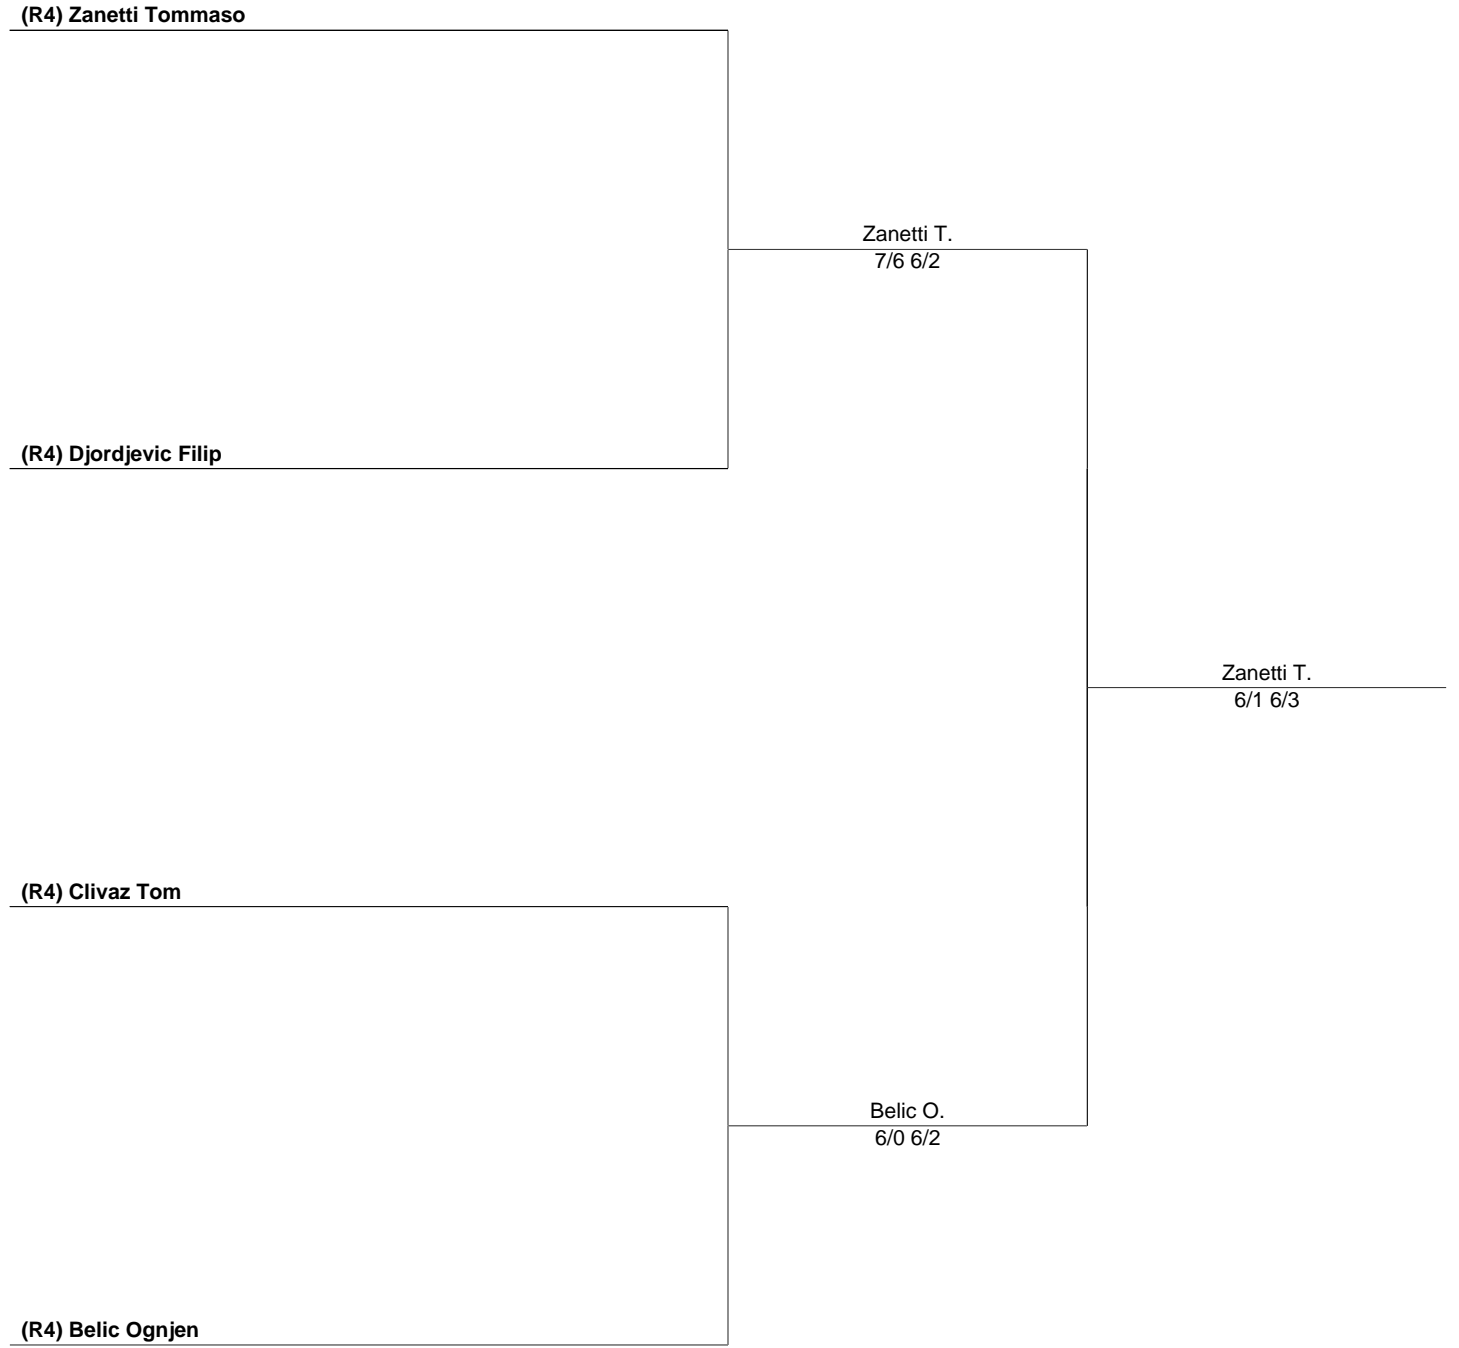 (R4) Zanetti Tommaso
Zanetti T.
7/6 6/2
(R4) Djordjevic Filip
Zanetti T.
6/1 6/3
(R4) Clivaz Tom
Belic O.
6/0 6/2
(R4) Belic Ognjen